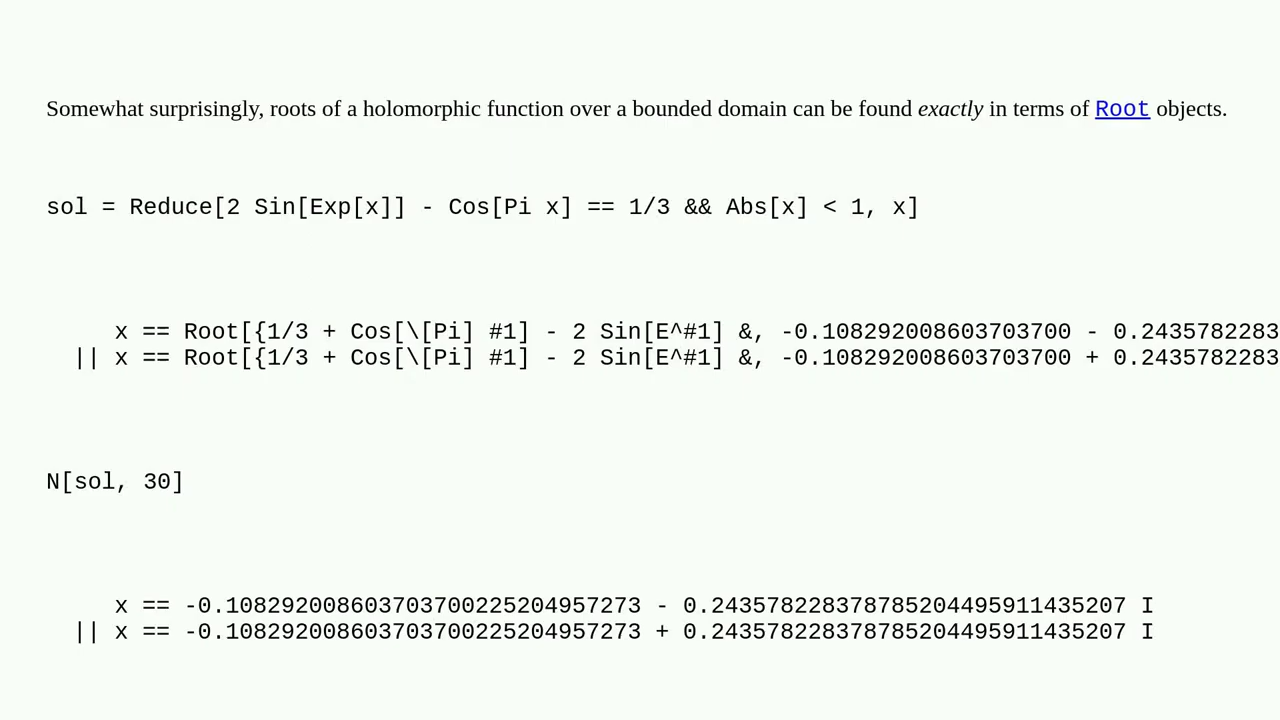 Somewhat surprisingly, roots of a holomorphic function over a bounded domain can be found exactly in terms of Root objects.
sol = Reduce[2 Sin[Exp[x]] - Cos[Pi x] == 1/3 && Abs[x] < 1, x]
x == Root[{1/3 + Cos[\[Pi] #1] - 2 Sin[E^#1] &, -0.108292008603703700 - 0.2435782283
|| x == Root[{1/3 + Cos[\[Pi] #1] - 2 Sin[E^#1] &, -0.108292008603703700 + 0.2435782283
N[sol, 30]
x == -0.108292008603703700225204957273 - 0.243578228378785204495911435207 I
|| x == -0.108292008603703700225204957273 + 0.243578228378785204495911435207 I